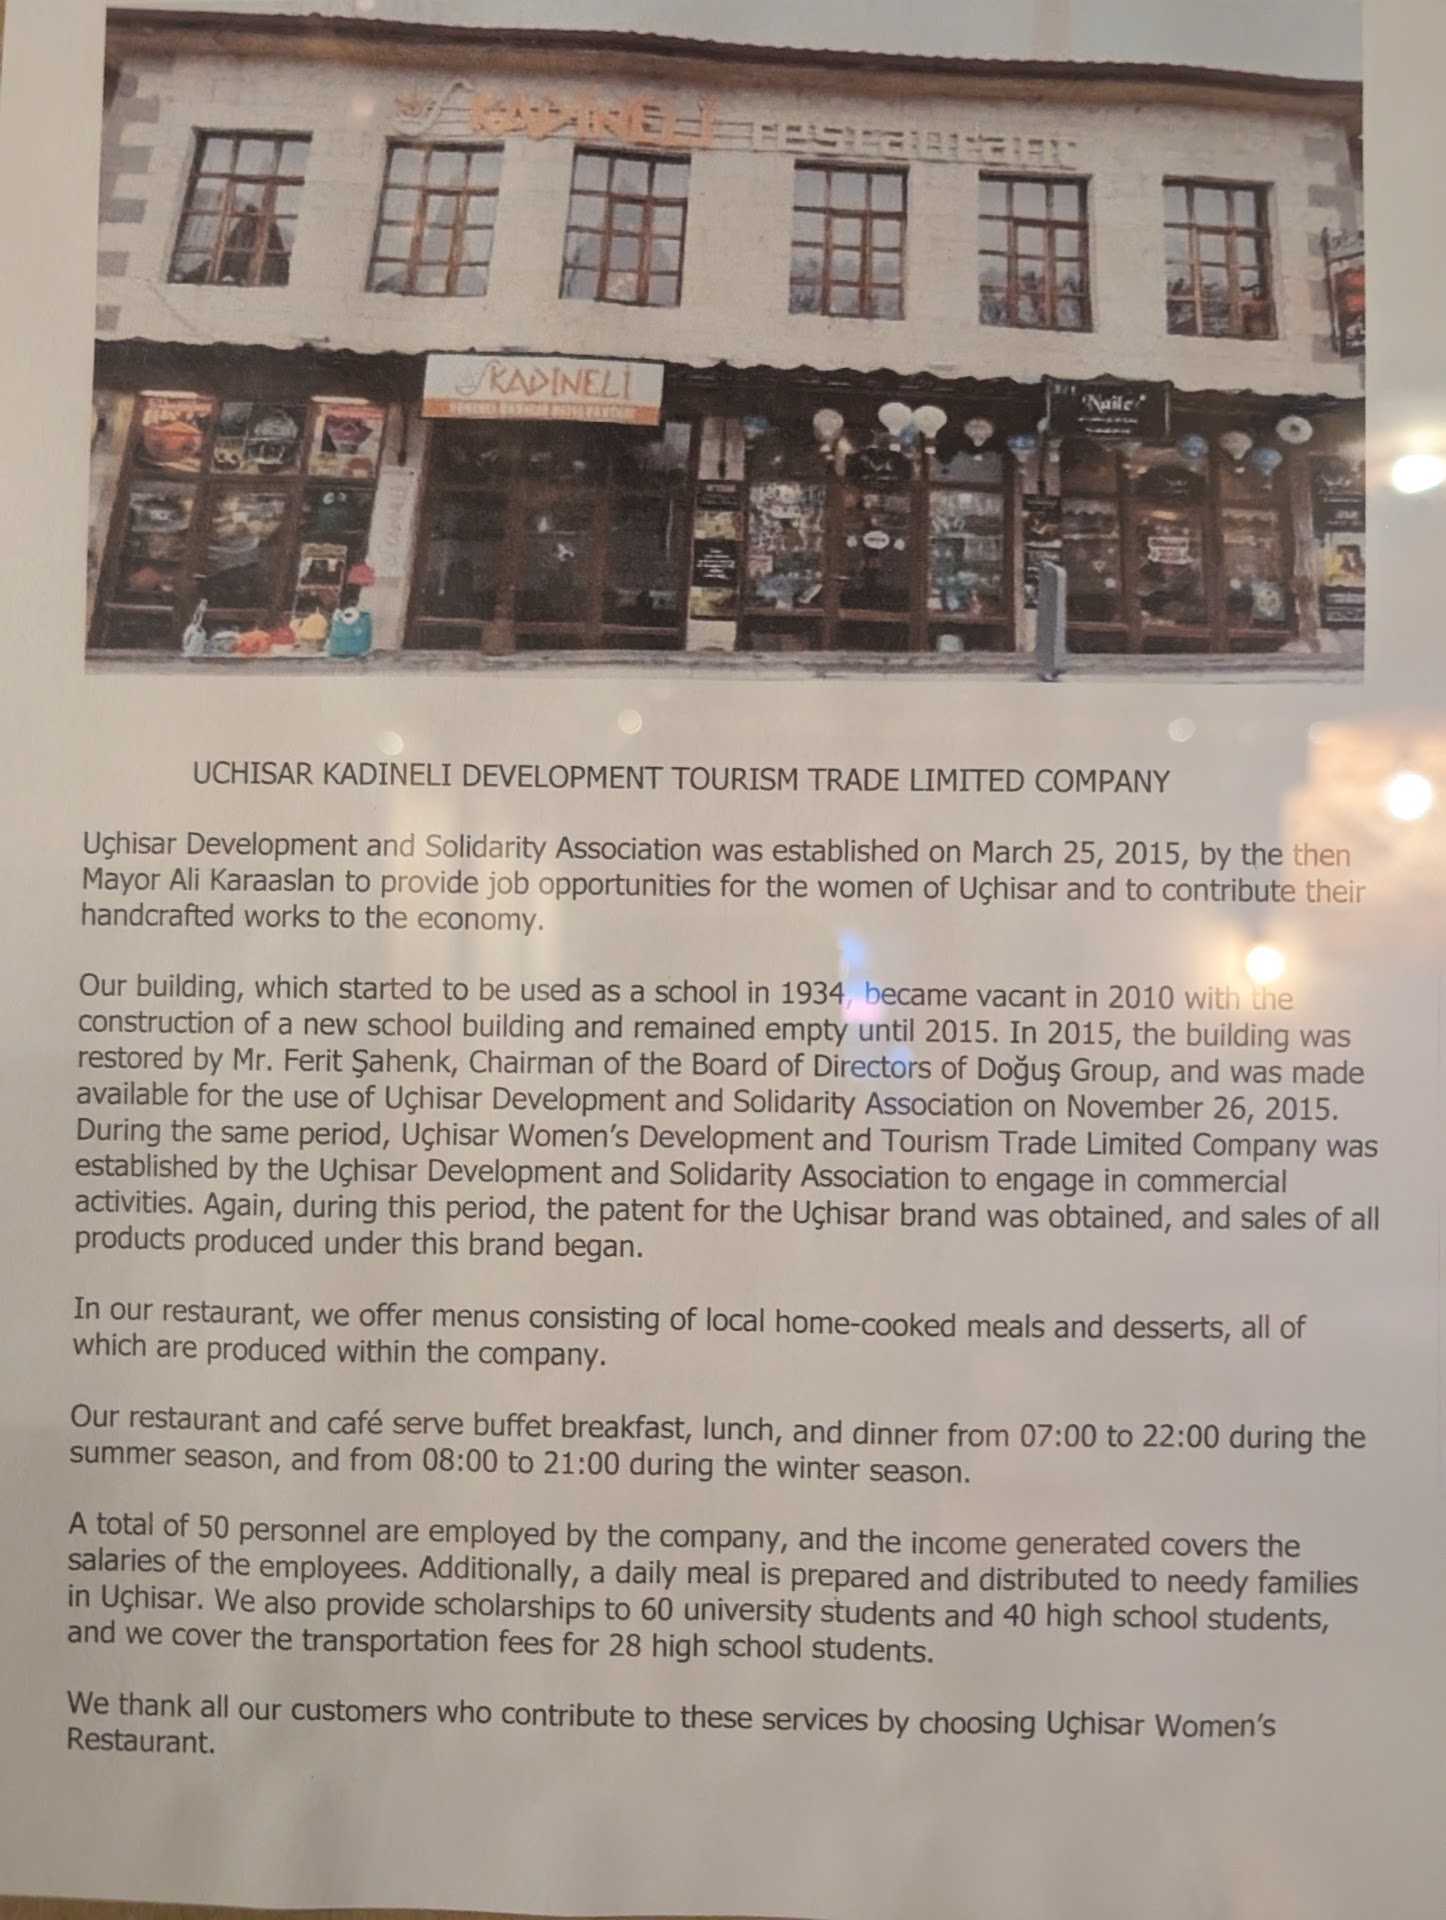 KADINELİ restaurant
KADINELİ
Naile
UCHISAR KADINELI DEVELOPMENT TOURISM TRADE LIMITED COMPANY
Uçhisar Development and Solidarity Association was established on March 25, 2015, by the then
Mayor Ali Karaaslan to provide job opportunities for the women of Uçhisar and to contribute their
handcrafted works to the economy.
Our building, which started to be used as a school in 1934, became vacant in 2010 with the
construction of a new school building and remained empty until 2015. In 2015, the building was
restored by Mr. Ferit Şahenk, Chairman of the Board of Directors of Doğuş Group, and was made
available for the use of Uçhisar Development and Solidarity Association on November 26, 2015.
During the same period, Uçhisar Women's Development and Tourism Trade Limited Company was
established by the Uçhisar Development and Solidarity Association to engage in commercial
activities. Again, during this period, the patent for the Uçhisar brand was obtained, and sales of all
products produced under this brand began.
In our restaurant, we offer menus consisting of local home-cooked meals and desserts, all of
which are produced within the company.
Our restaurant and café serve buffet breakfast, lunch, and dinner from 07:00 to 22:00 during the
summer season, and from 08:00 to 21:00 during the winter season.
A total of 50 personnel are employed by the company, and the income generated covers the
salaries of the employees. Additionally, a daily meal is prepared and distributed to needy families
in Uçhisar. We also provide scholarships to 60 university students and 40 high school students,
and we cover the transportation fees for 28 high school students.
We thank all our customers who contribute to these services by choosing Uçhisar Women's
Restaurant.